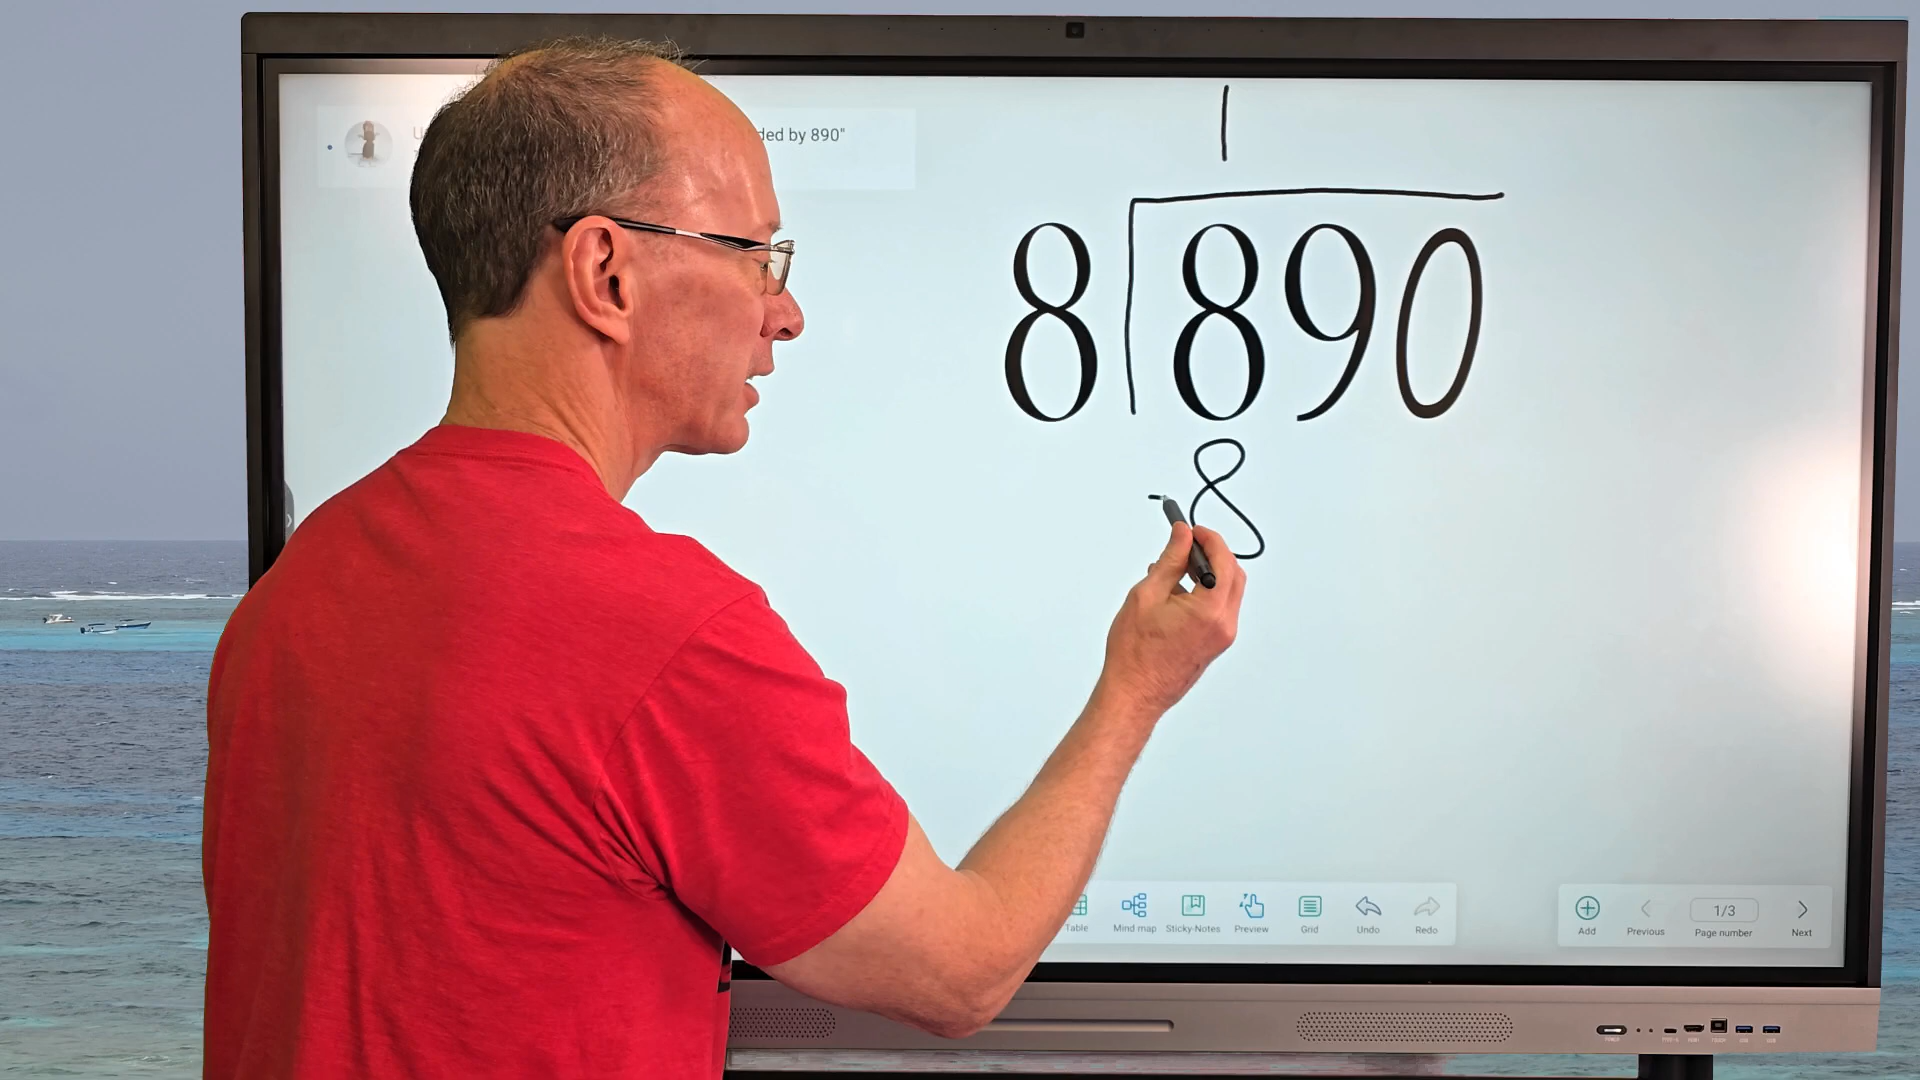 ded by 890"
1
8 890
8
-
Table Mind map Sticky-Notes Preview Grid Undo Redo
Add Previous 1/3 Page number Next